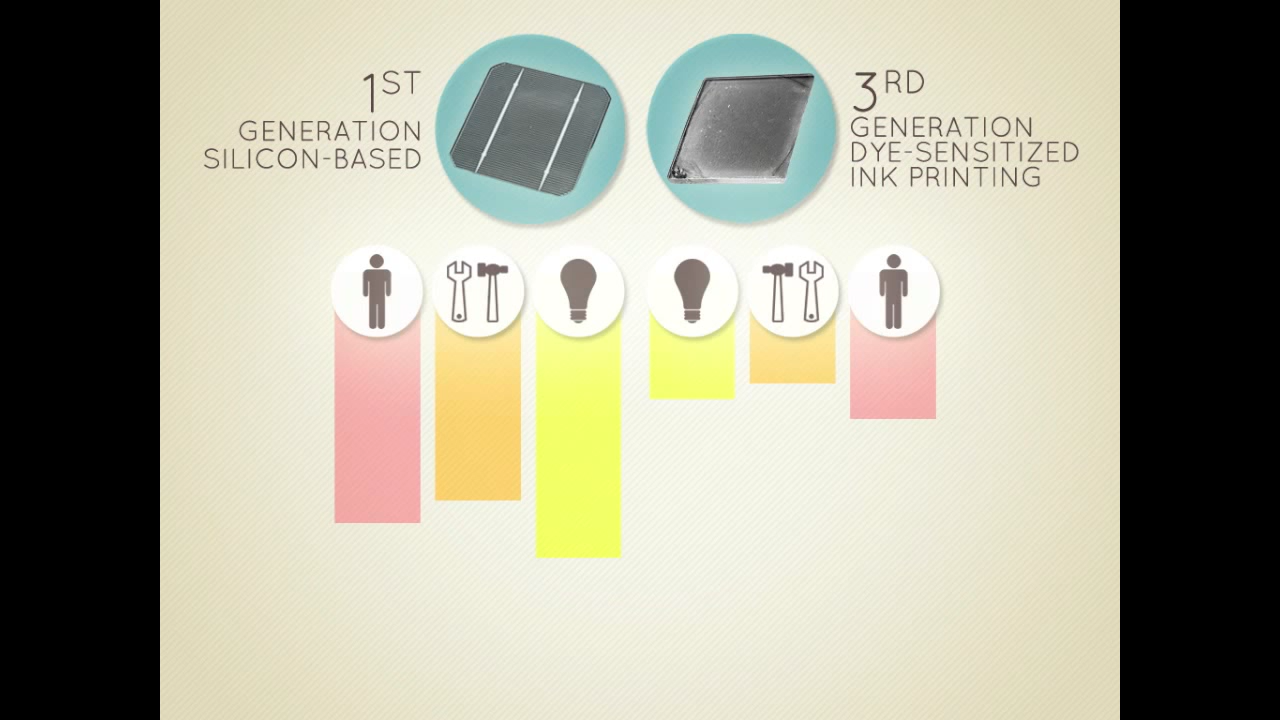 1ST
GENERATION
SILICON-BASED
3RD
GENERATION
DYE-SENSITIZED
INK PRINTING